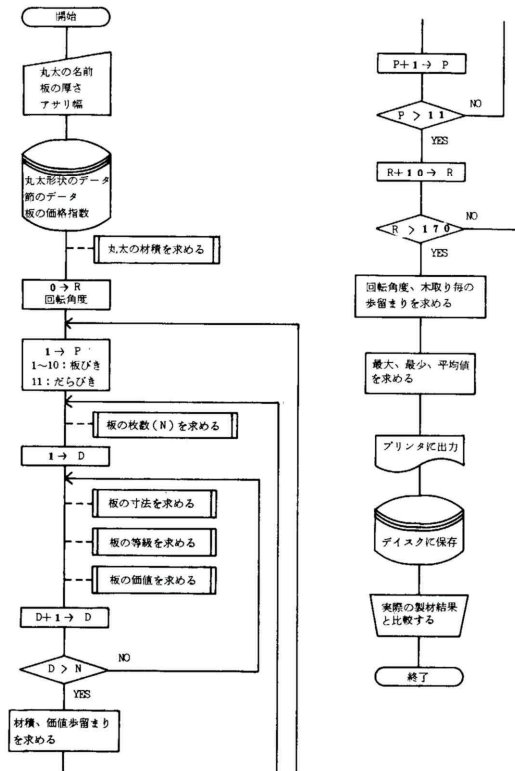 開始
丸太の名前
板の厚さ
アサリ幅
丸太形状のデータ
節のデータ
板の価格指数
丸太の材積を求める
0 → R
回転角度
1 → P
1~10：板びき
11：だらびき
板の枚数(N)を求める
1 → D
板の寸法を求める
板の等級を求める
板の価値を求める
D+1 → D
D > N
NO
YES
材積、価値歩留まり
を求める
P+1 → P
P > 11
NO
YES
R+10 → R
R > 170
NO
YES
回転角度、木取り毎の
歩留まりを求める
最大、最少、平均値
を求める
プリンタに出力
デイスクに保存
実際の製材結果
と比較する
終了